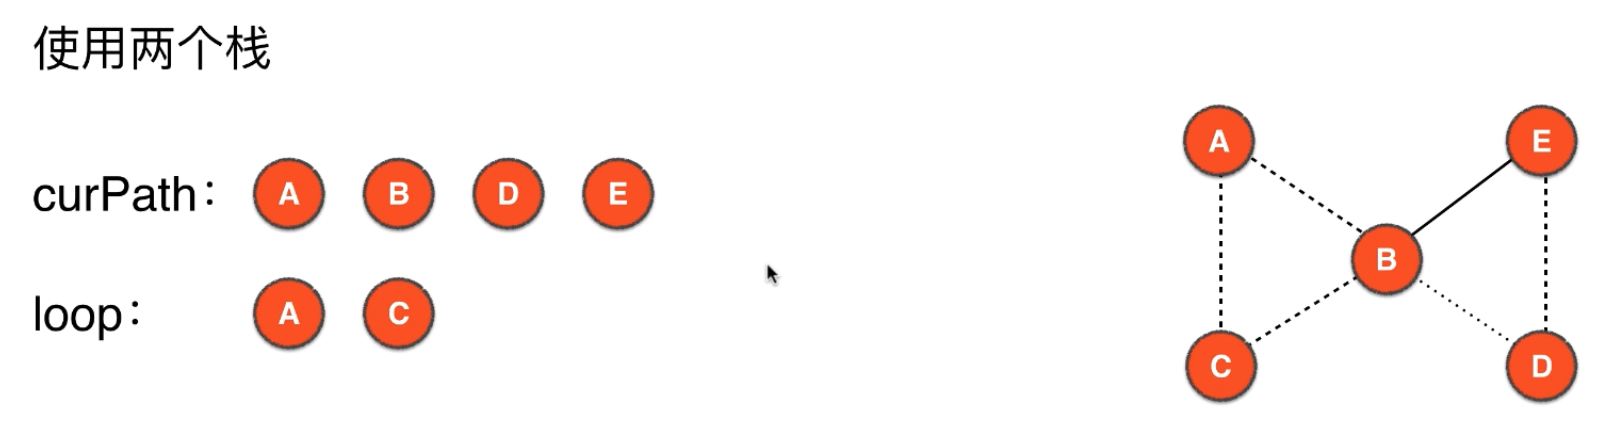 使用两个栈
curPath： A B D E
loop： A C
A E
B
C D